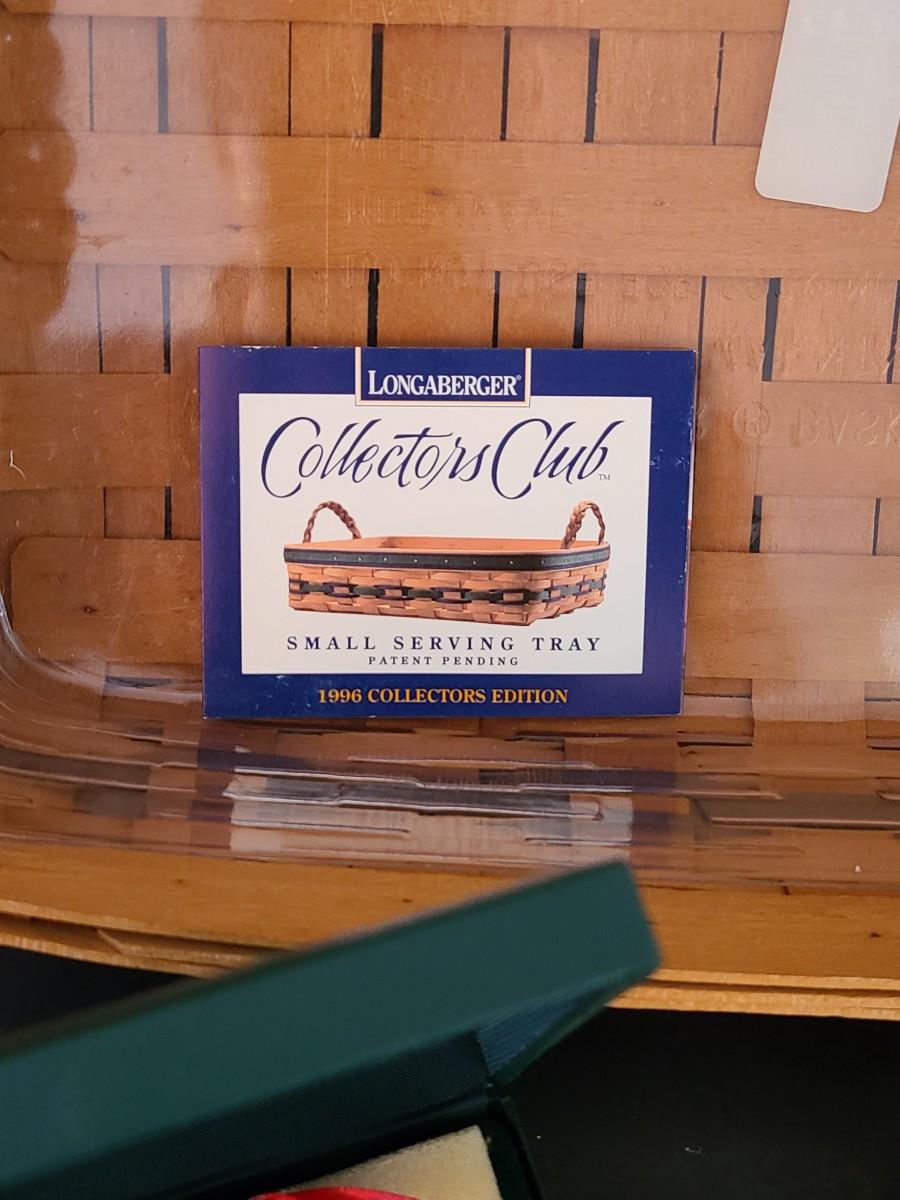 LONGABERGER®
Collectors Club™
SMALL SERVING TRAY
PATENT PENDING
1996 COLLECTORS EDITION